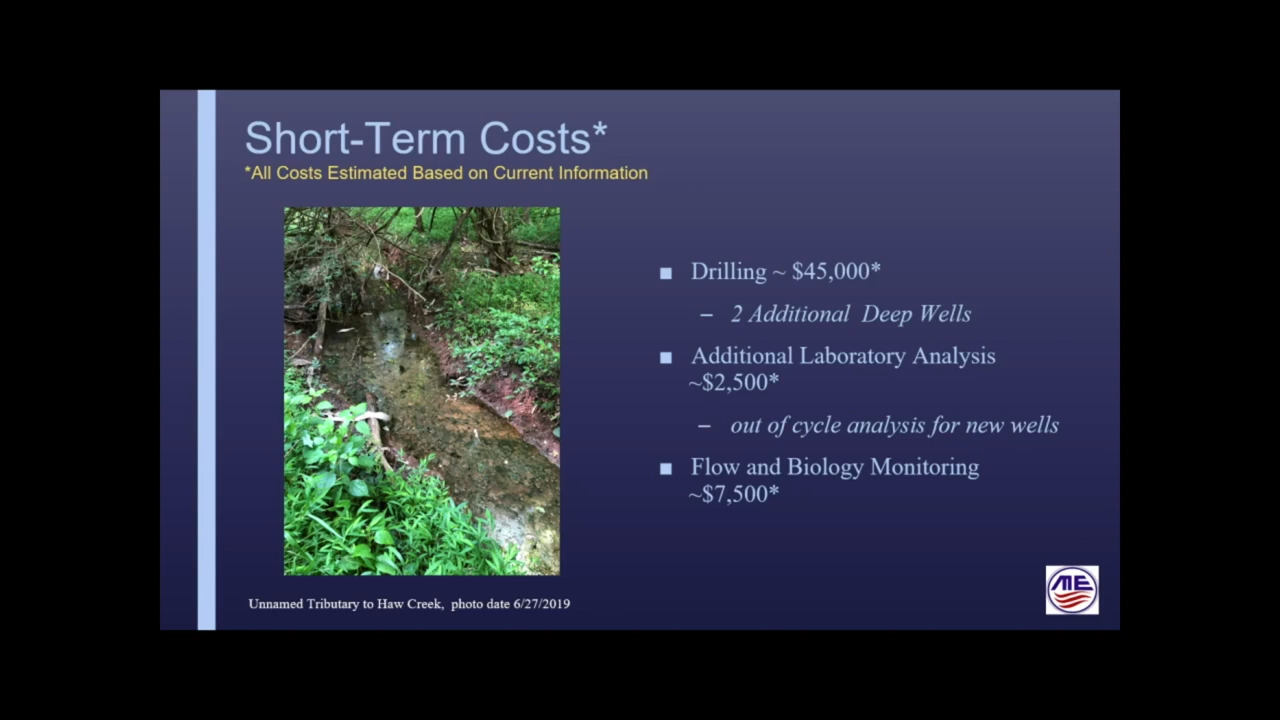 Short-Term Costs*
*All Costs Estimated Based on Current Information
■ Drilling ~ $45,000*
– 2 Additional  Deep Wells
■ Additional Laboratory Analysis
~$2,500*
– out of cycle analysis for new wells
■ Flow and Biology Monitoring
~$7,500*
Unnamed Tributary to Haw Creek,  photo date 6/27/2019
ME